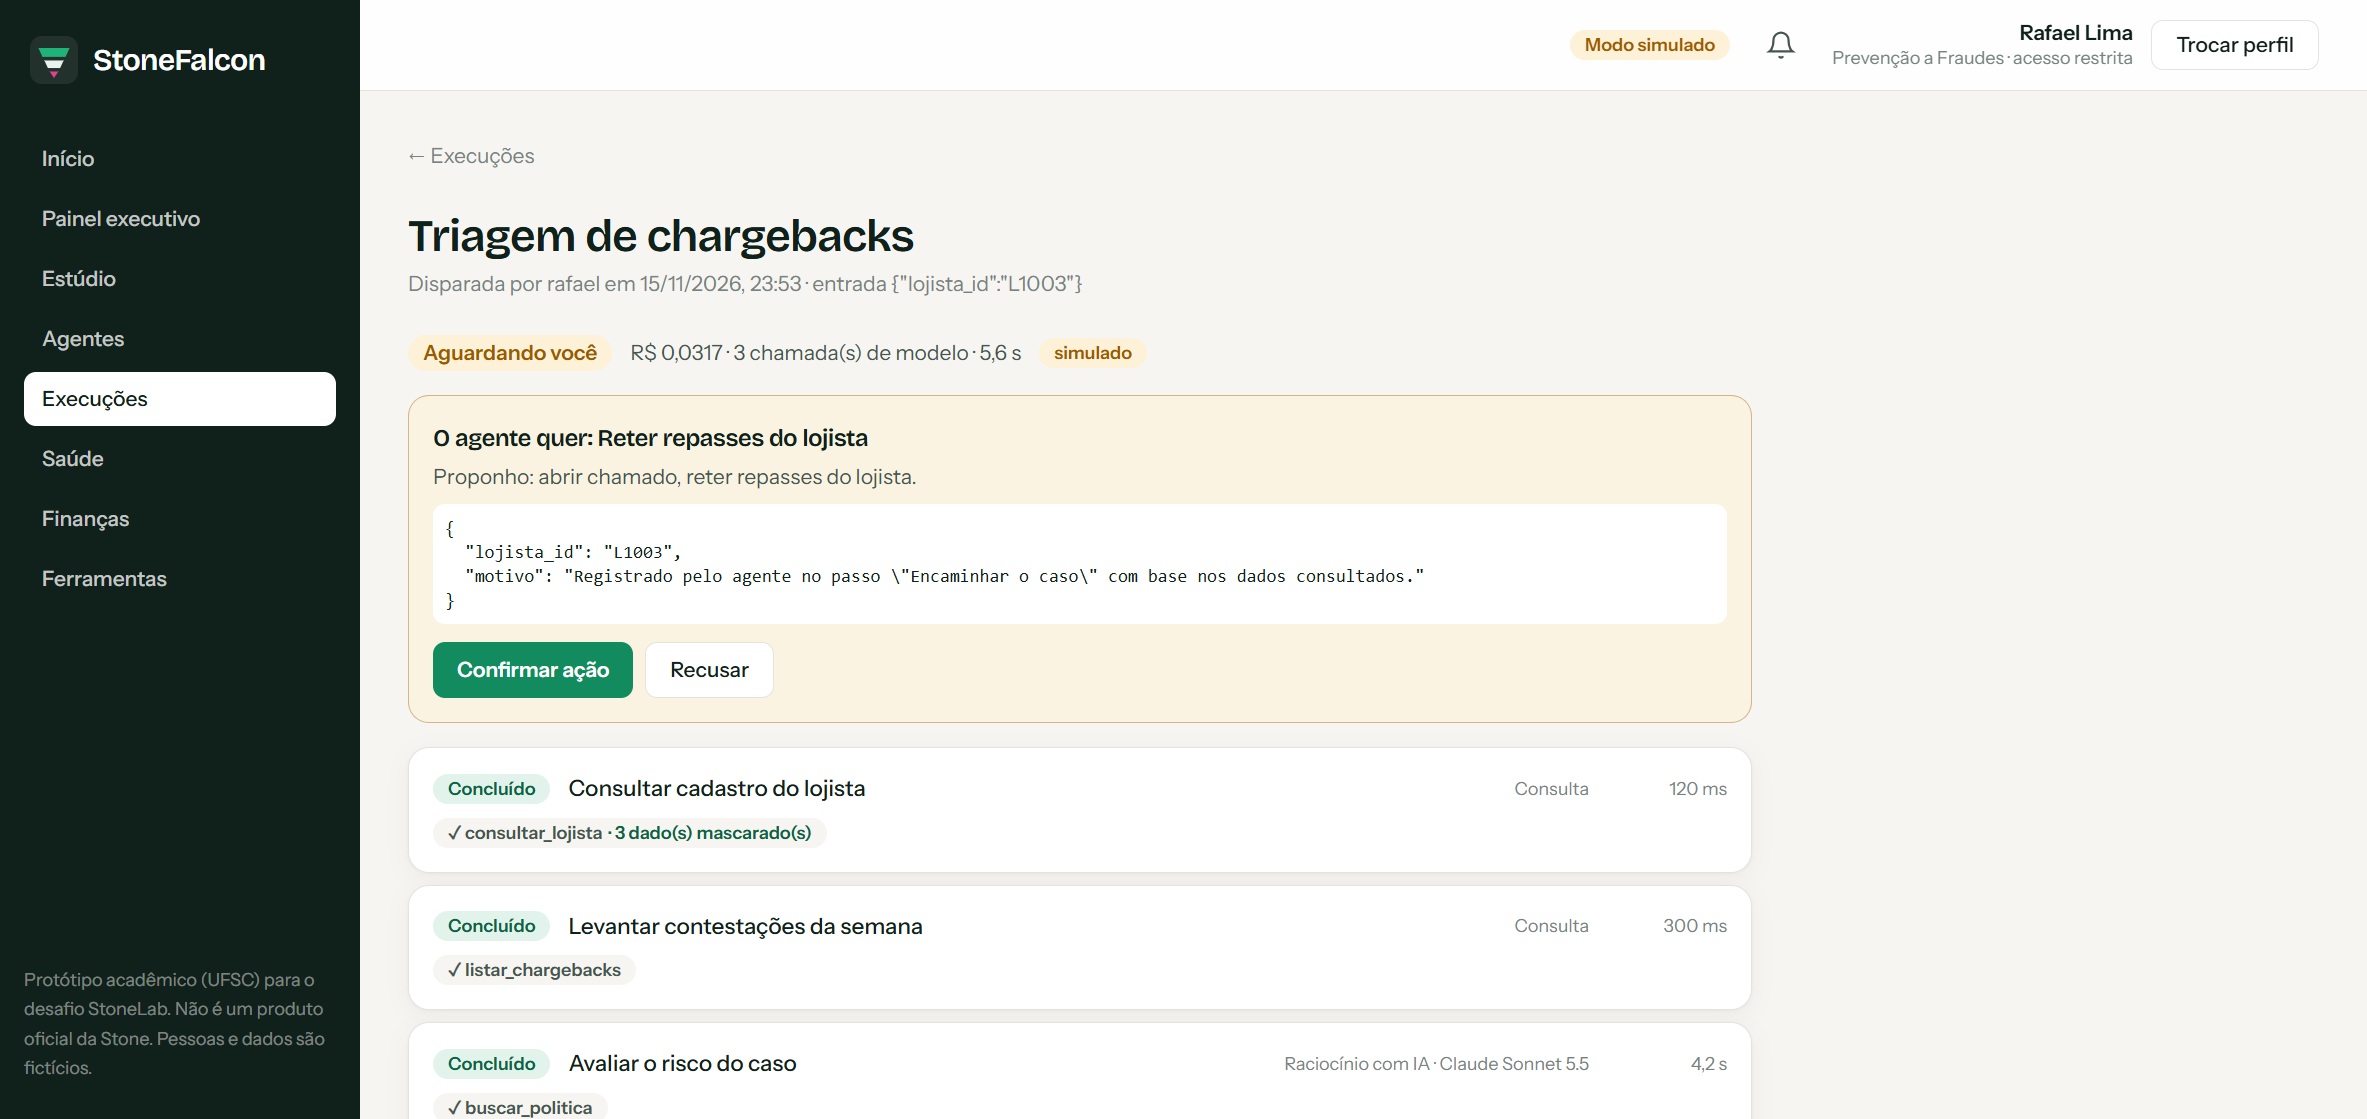 StoneFalcon
Início
Painel executivo
Estúdio
Agentes
Execuções
Saúde
Finanças
Ferramentas
Protótipo acadêmico (UFSC) para o
desafio StoneLab. Não é um produto
oficial da Stone. Pessoas e dados são
fictícios.
Modo simulado
Rafael Lima
Prevenção a Fraudes · acesso restrita
Trocar perfil
← Execuções
Triagem de chargebacks
Disparada por rafael em 15/11/2026, 23:53 · entrada {"lojista_id":"L1003"}
Aguardando você R$ 0,0317 · 3 chamada(s) de modelo · 5,6 s simulado
O agente quer: Reter repasses do lojista
Proponho: abrir chamado, reter repasses do lojista.
{
"lojista_id": "L1003",
"motivo": "Registrado pelo agente no passo \"Encaminhar o caso\" com base nos dados consultados."
}
Confirmar ação Recusar
Concluído Consultar cadastro do lojista Consulta 120 ms
✓ consultar_lojista · 3 dado(s) mascarado(s)
Concluído Levantar contestações da semana Consulta 300 ms
✓ listar_chargebacks
Concluído Avaliar o risco do caso Raciocínio com IA · Claude Sonnet 5.5 4,2 s
✓ buscar_politica